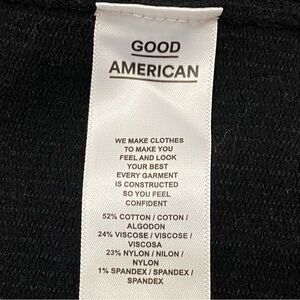 GOOD
AMERICAN
WE MAKE CLOTHES
TO MAKE YOU
FEEL AND LOOK
YOUR BEST
EVERY GARMENT
IS CONSTRUCTED
SO YOU FEEL
CONFIDENT
52% COTTON / COTON /
ALGODON
24% VISCOSE / VISCOSE /
VISCOSA
23% NYLON / NILON /
NYLON
1% SPANDEX / SPANDEX /
SPANDEX